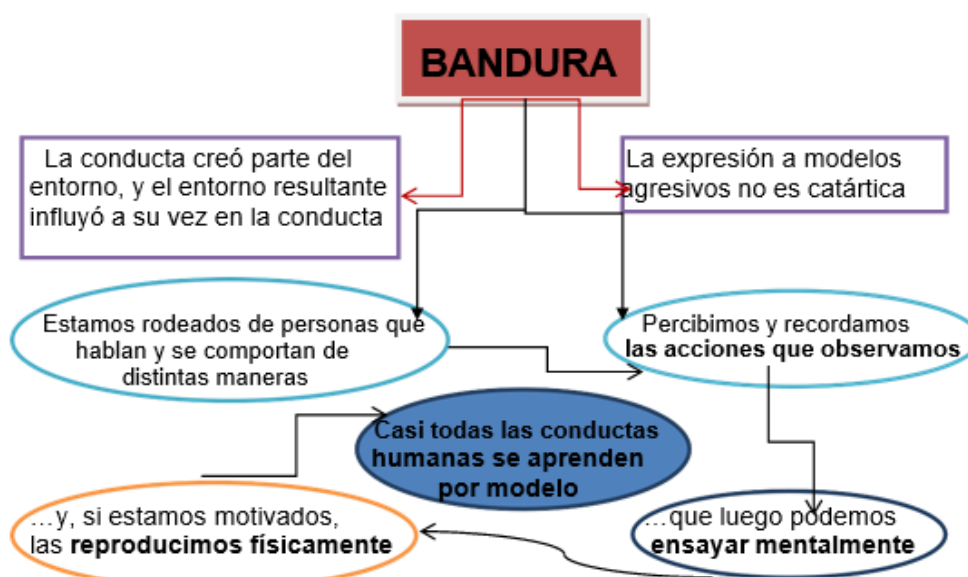 BANDURA
La conducta creó parte del
entorno, y el entorno resultante
influyó a su vez en la conducta
La expresión a modelos
agresivos no es catártica
Estamos rodeados de personas que
hablan y se comportan de
distintas maneras
Percibimos y recordamos
las acciones que observamos
Casi todas las conductas
humanas se aprenden
por modelo
...y, si estamos motivados,
las reproducimos físicamente
...que luego podemos
ensayar mentalmente